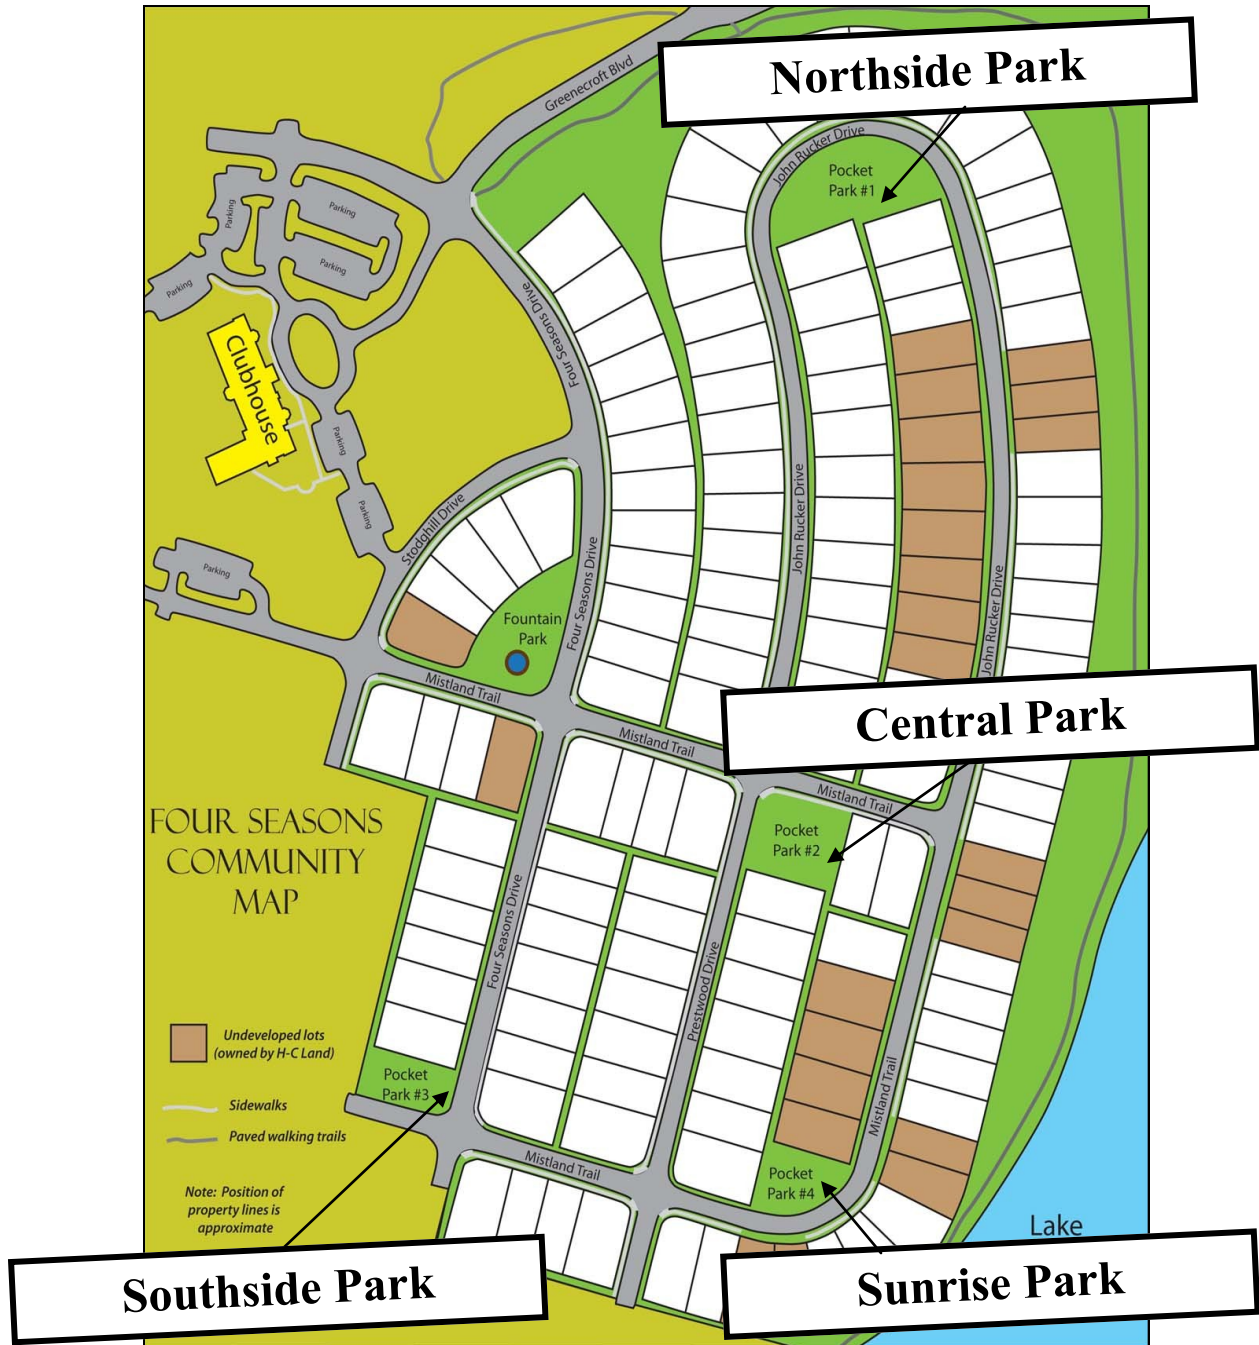 Northside Park
Greenecroft Blvd
John Rucker Drive
Pocket
Park #1
Parking
Parking
Parking
Parking
Four Seasons Drive
Clubhouse
Parking
Parking
Stodghill Drive
John Rucker Drive
Parking
Four Seasons Drive
John Rucker Drive
Fountain
Park
Mistland Trail
Central Park
Mistland Trail
Mistland Trail
FOUR SEASONS
COMMUNITY
MAP
Pocket
Park #2
Four Seasons Drive
Prestwood Drive
Undeveloped lots
(owned by H-C Land)
Pocket
Park #3
Mistland Trail
Sidewalks
Paved walking trails
Mistland Trail
Pocket
Park #4
Note: Position of
property lines is
approximate
Lake
Southside Park
Sunrise Park